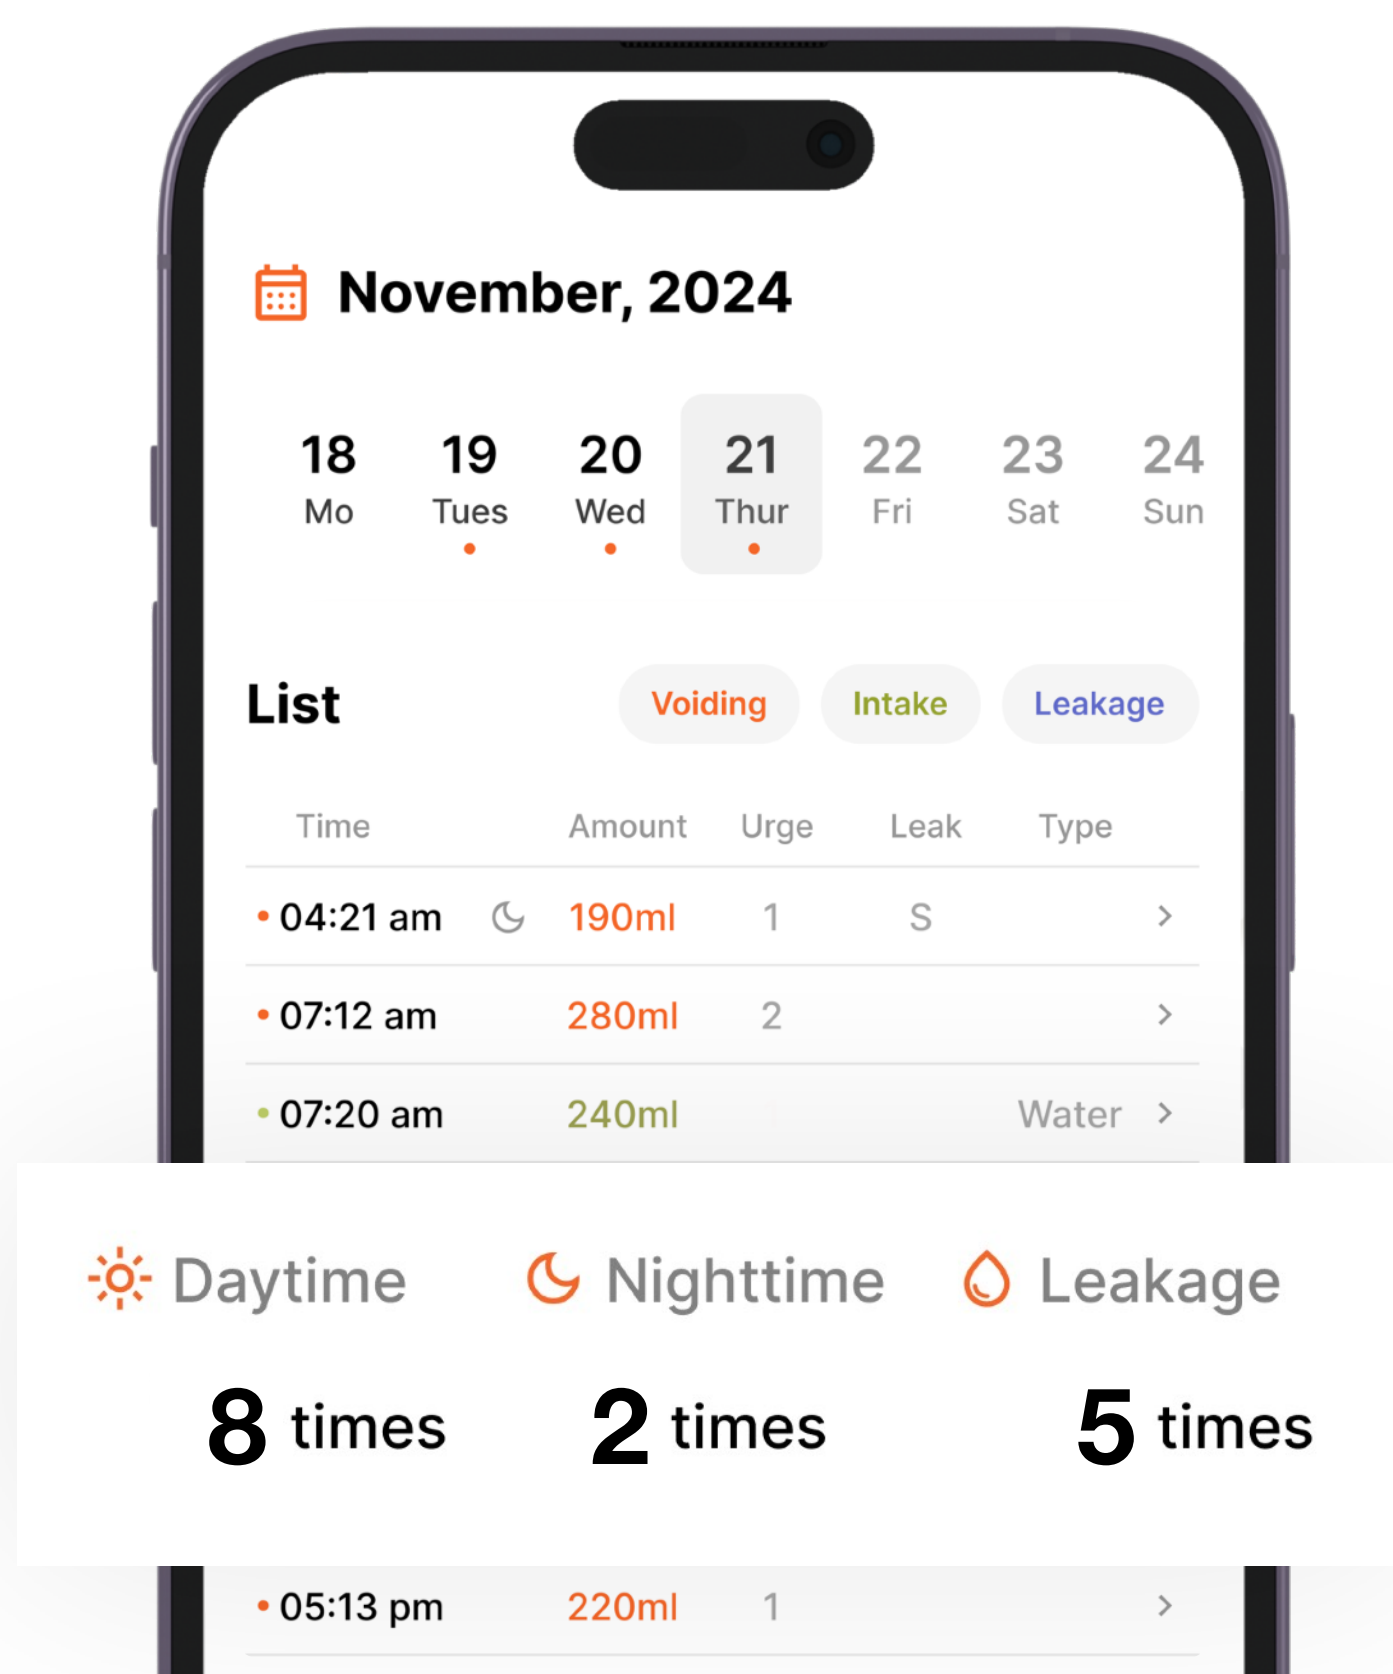 November, 2024
18 19 20 21 22 23 24
Mo Tues Wed Thur Fri Sat Sun
List Voiding Intake Leakage
Time Amount Urge Leak Type
04:21 am 190ml 1 S
07:12 am 280ml 2
07:20 am 240ml Water
Daytime Nighttime Leakage
8 times 2 times 5 times
05:13 pm 220ml 1